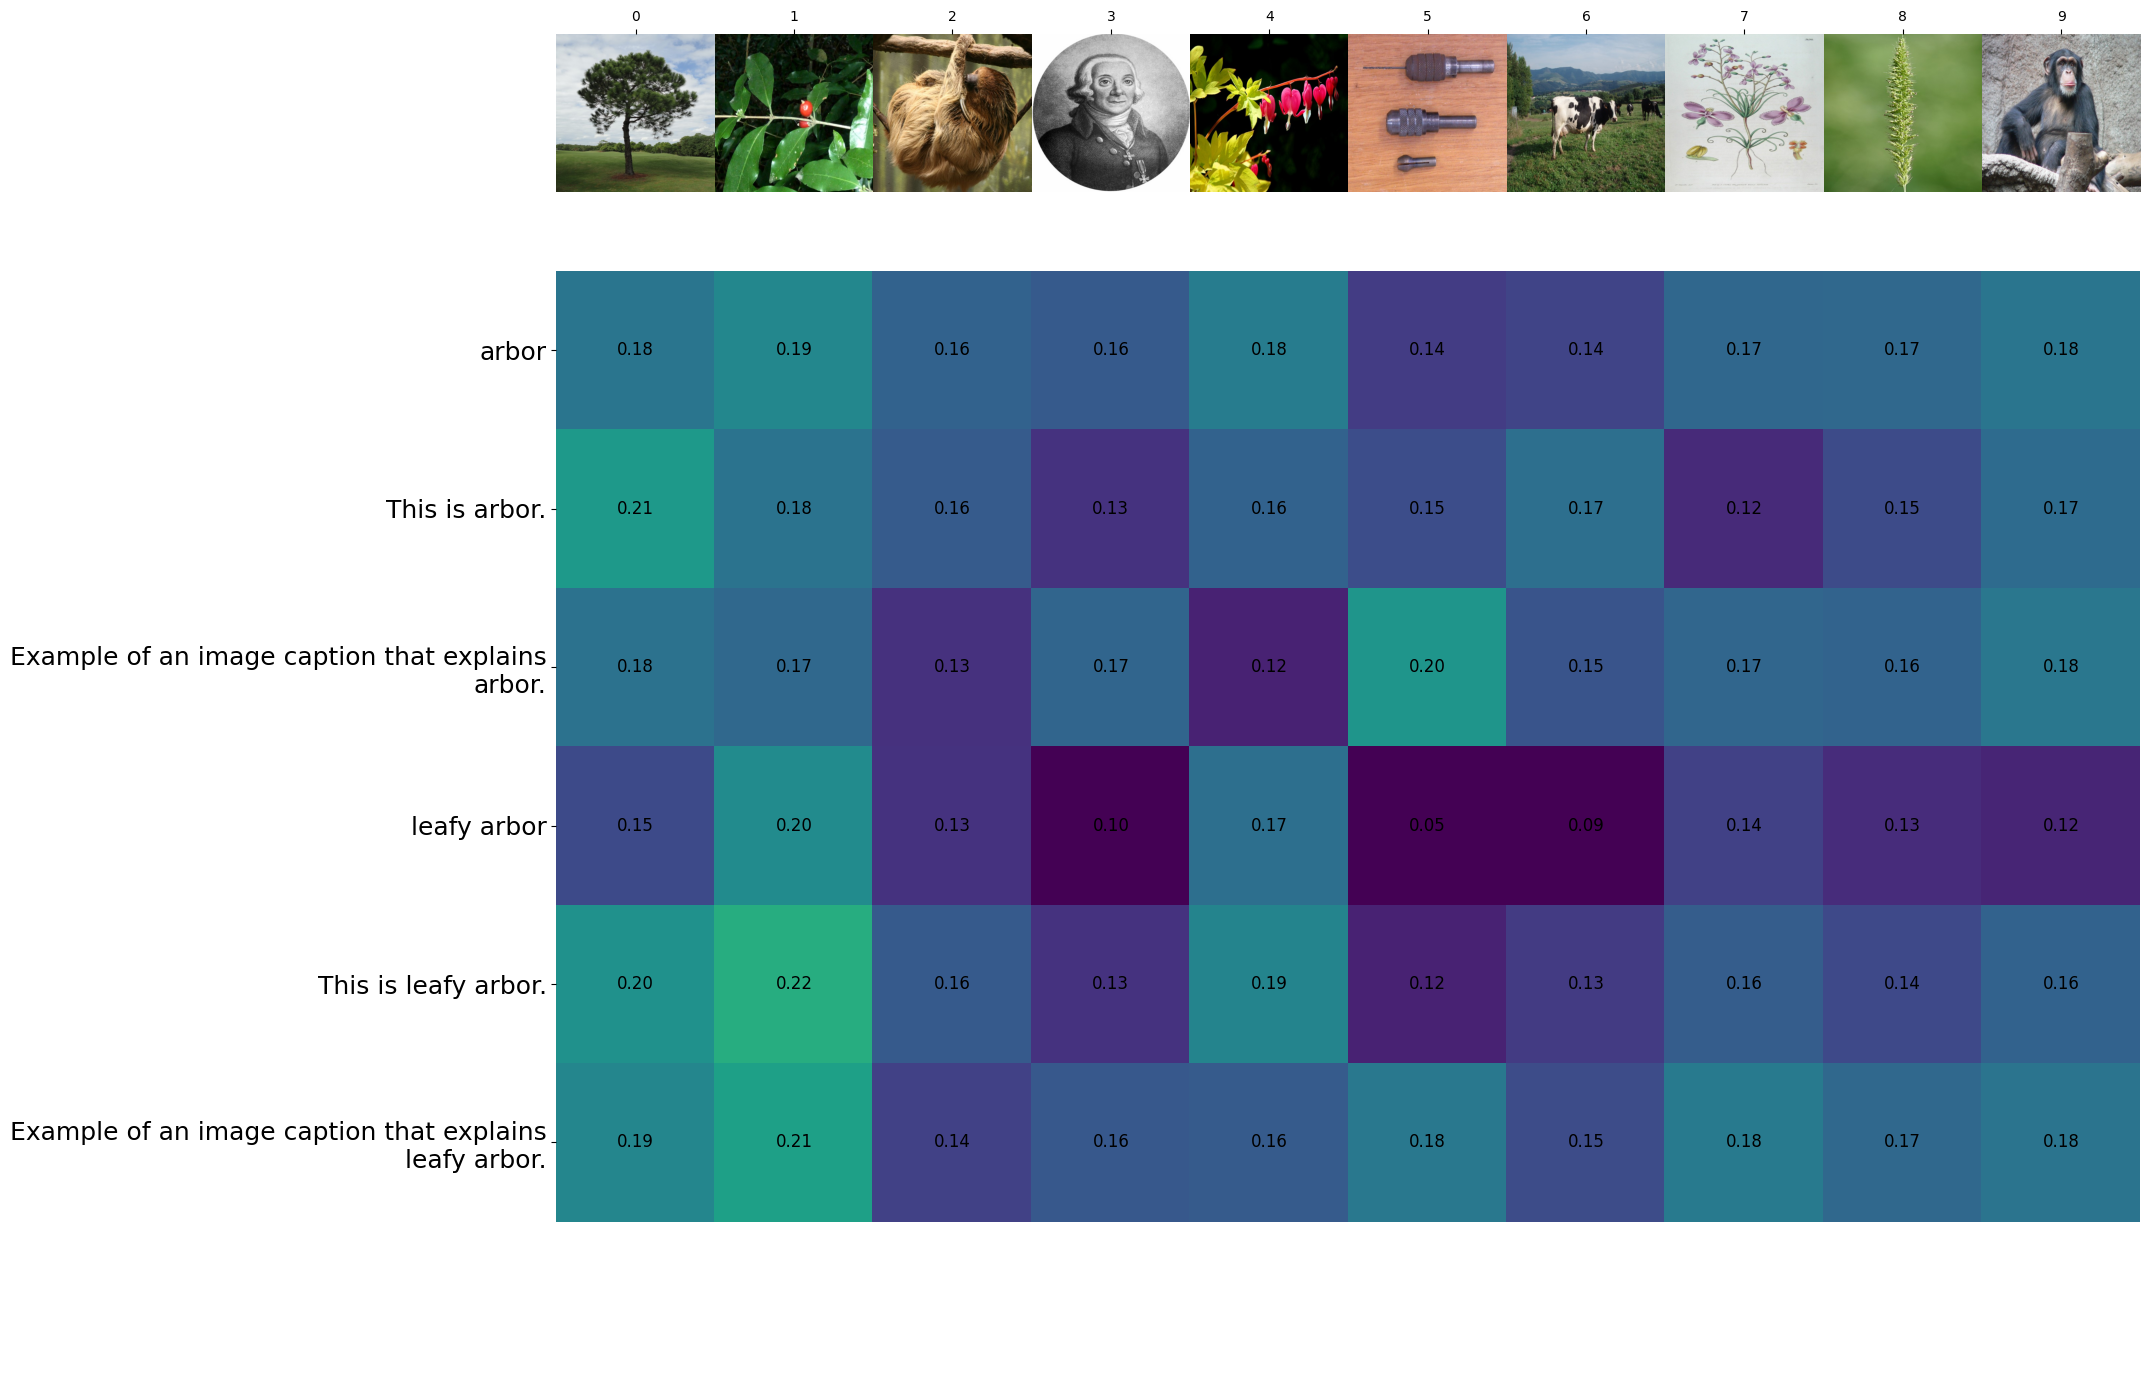 0 1 2 3 4 5 6 7 8 9
arbor 0.18 0.19 0.16 0.16 0.18 0.14 0.14 0.17 0.17 0.18
This is arbor. 0.21 0.18 0.16 0.13 0.16 0.15 0.17 0.12 0.15 0.17
Example of an image caption that explains
arbor. 0.18 0.17 0.13 0.17 0.12 0.20 0.15 0.17 0.16 0.18
leafy arbor 0.15 0.20 0.13 0.10 0.17 0.05 0.09 0.14 0.13 0.12
This is leafy arbor. 0.20 0.22 0.16 0.13 0.19 0.12 0.13 0.16 0.14 0.16
Example of an image caption that explains
leafy arbor. 0.19 0.21 0.14 0.16 0.16 0.18 0.15 0.18 0.17 0.18